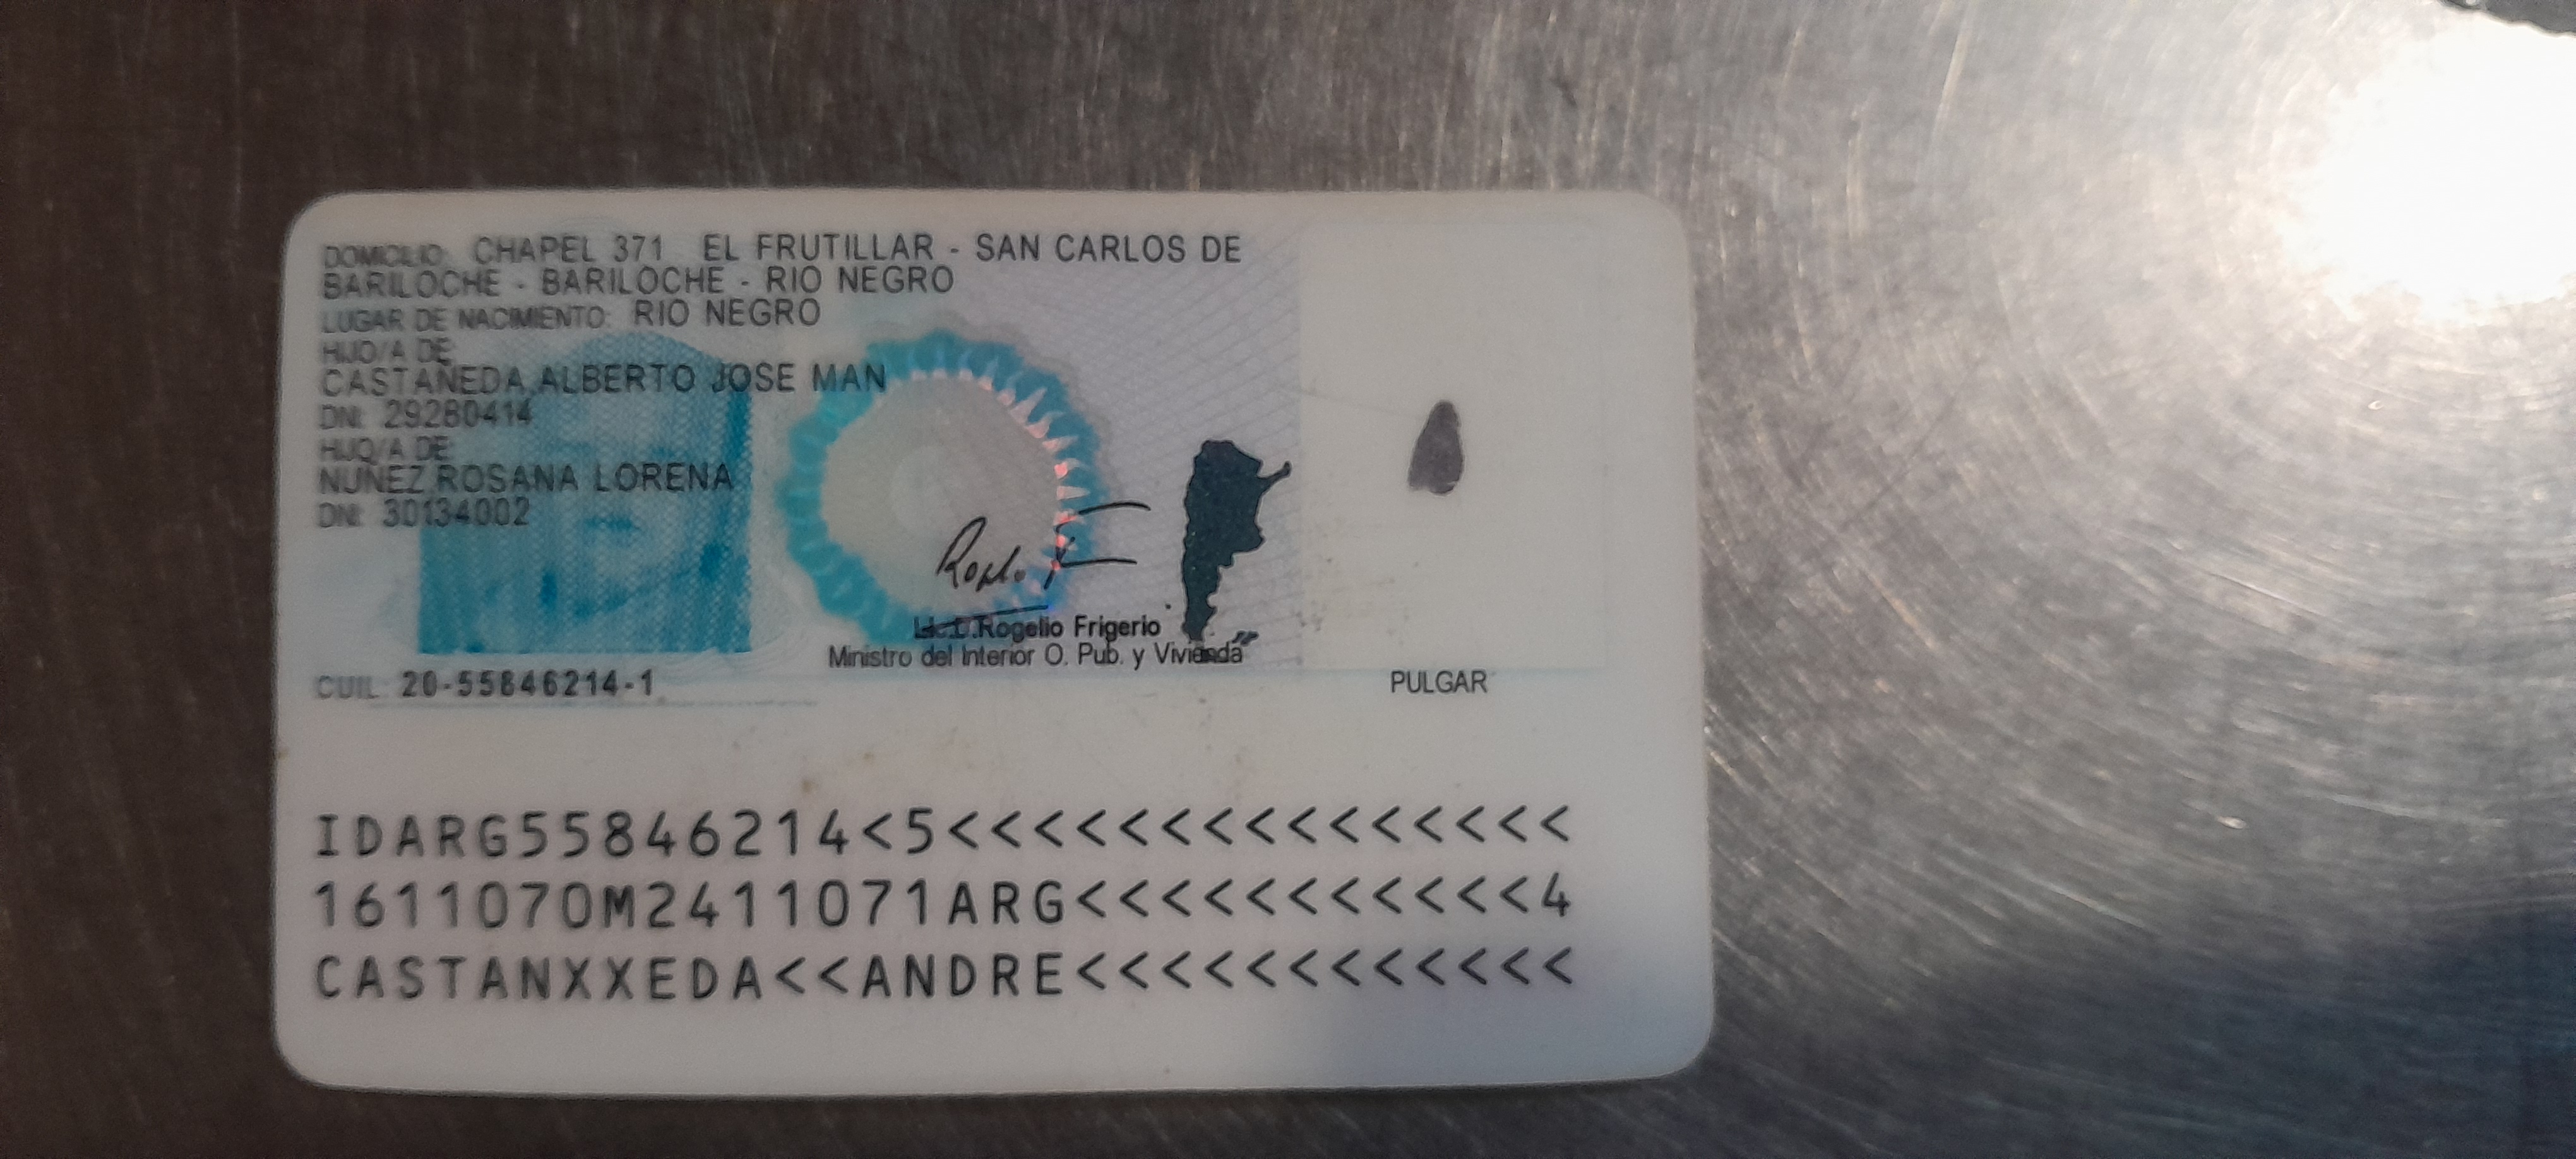 DOMICILIO: CHAPEL 371 EL FRUTILLAR - SAN CARLOS DE
BARILOCHE - BARILOCHE - RIO NEGRO
LUGAR DE NACIMIENTO: RIO NEGRO
HIJO/A DE
CASTAÑEDA, ALBERTO JOSE MAN
DNI: 29280414
HIJO/A DE
NUÑEZ ROSANA LORENA
DNI: 30134002
Rogelio Frigerio
Ministro del Interior O. Pub. y Vivienda
CUIL: 20-55846214-1
PULGAR
IDARG55846214<5<<<<<<<<<<<<<<<
1611070M2411071ARG<<<<<<<<<<<4
CASTANXXEDA<<ANDRE<<<<<<<<<<<<